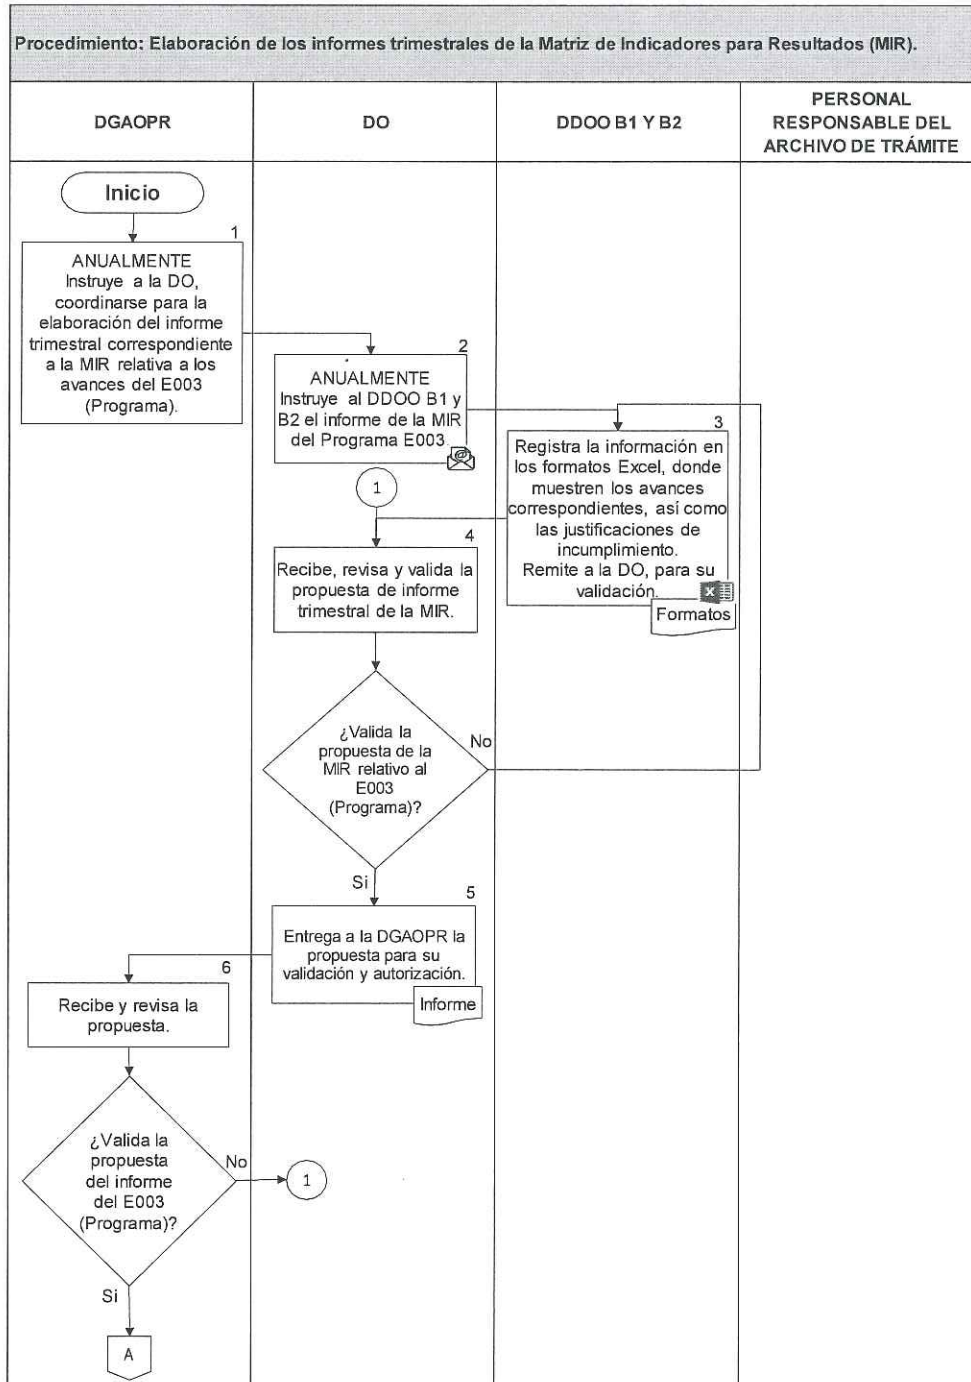 Procedimiento: Elaboración de los informes trimestrales de la Matriz de Indicadores para Resultados (MIR).
DGAOPR
DO
DDOO B1 Y B2
PERSONAL
RESPONSABLE DEL
ARCHIVO DE TRÁMITE
Inicio
1
ANUALMENTE
Instruye a la DO,
coordinarse para la
elaboración del informe
trimestral correspondiente
a la MIR relativa a los
avances del E003
(Programa).
2
ANUALMENTE
Instruye al DDOO B1 y
B2 el informe de la MIR
del Programa E003.
3
Registra la información en
los formatos Excel, donde
muestren los avances
correspondientes, así como
las justificaciones de
incumplimiento.
Remite a la DO, para su
validación.
Formatos
1
4
Recibe, revisa y valida la
propuesta de informe
trimestral de la MIR.
¿Valida la
propuesta de la
MIR relativo al
E003
(Programa)?
No
Si
5
Entrega a la DGAOPR la
propuesta para su
validación y autorización.
Informe
6
Recibe y revisa la
propuesta.
¿Valida la
propuesta
del informe
del E003
(Programa)?
No
1
Si
A